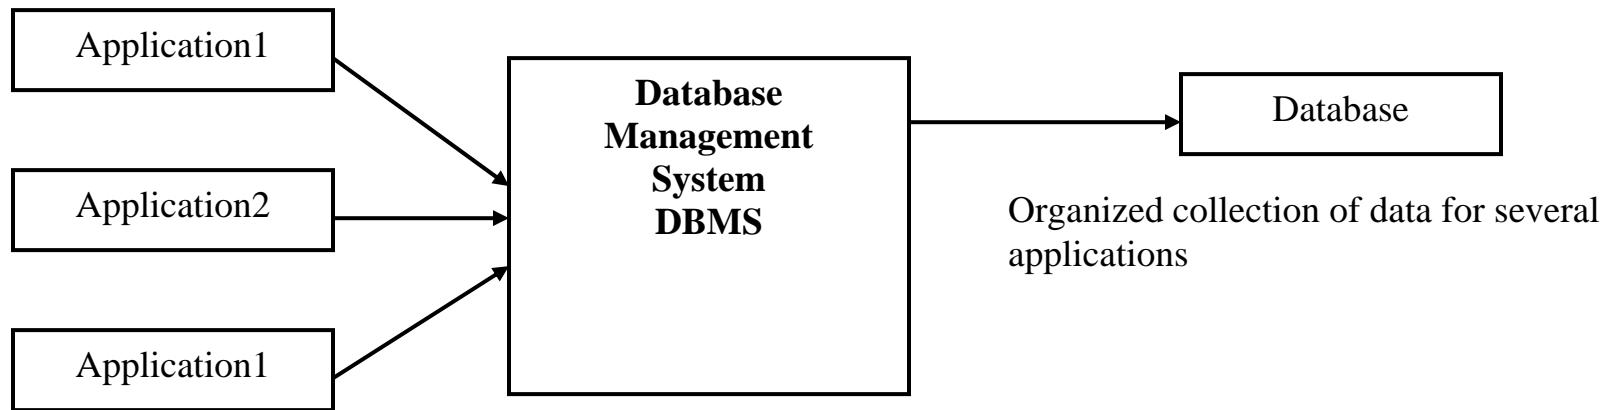 Application1
Application2
Application1
Database
Management
System
DBMS
Database
Organized collection of data for several
applications